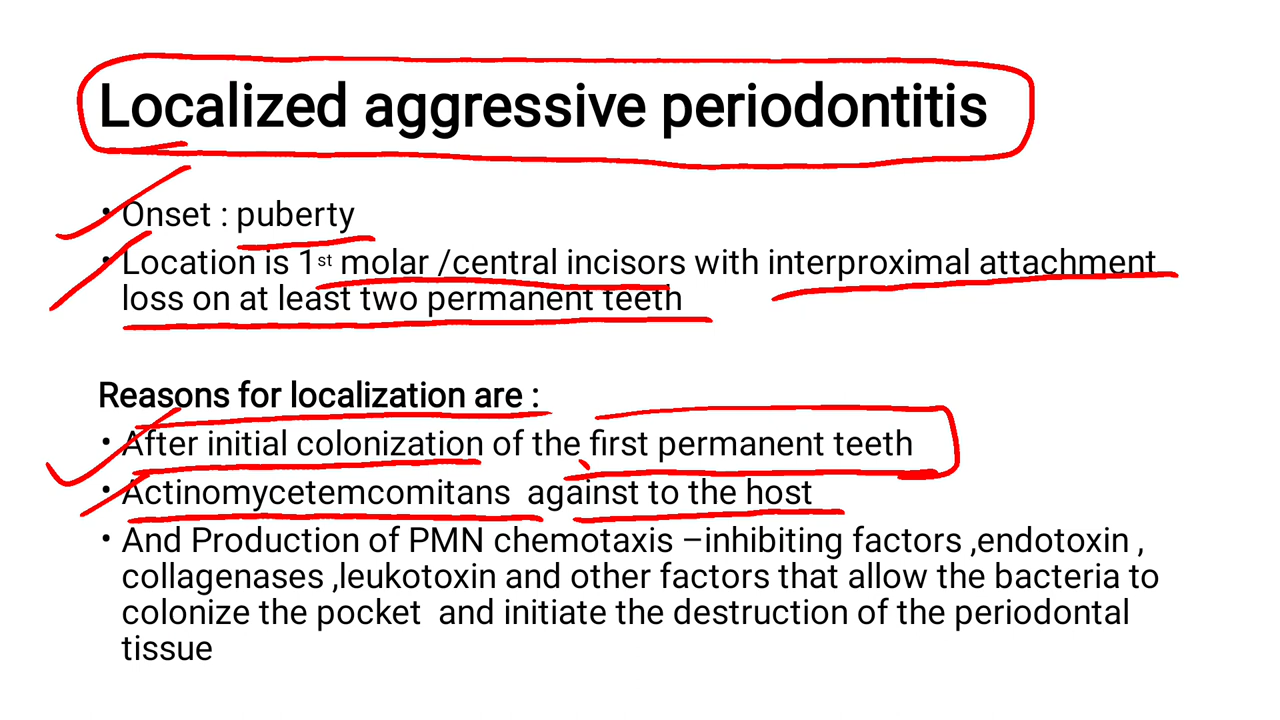 Localized aggressive periodontitis
• Onset : puberty
• Location is 1st molar /central incisors with interproximal attachment
loss on at least two permanent teeth
Reasons for localization are :
• After initial colonization of the first permanent teeth
• Actinomycetemcomitans against to the host
• And Production of PMN chemotaxis –inhibiting factors ,endotoxin ,
collagenases ,leukotoxin and other factors that allow the bacteria to
colonize the pocket and initiate the destruction of the periodontal
tissue